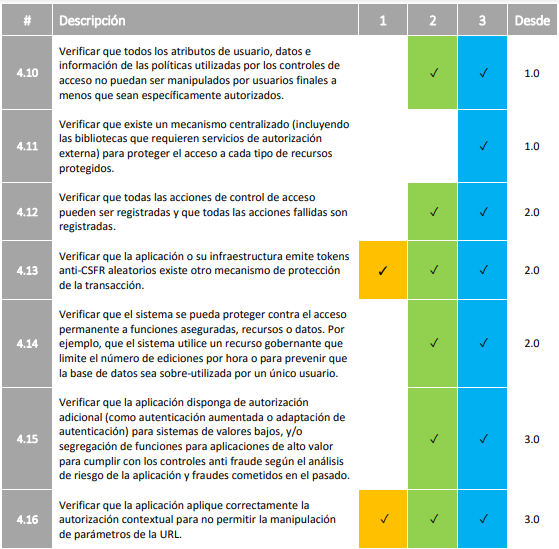 # Descripción 1 2 3 Desde
4.10 Verificar que todos los atributos de usuario, datos e
información de las políticas utilizadas por los controles de
acceso no puedan ser manipulados por usuarios finales a
menos que sean específicamente autorizados. ✓ ✓ 1.0
4.11 Verificar que existe un mecanismo centralizado (incluyendo
las bibliotecas que requieren servicios de autorización
externa) para proteger el acceso a cada tipo de recursos
protegidos. ✓ 1.0
4.12 Verificar que todas las acciones de control de acceso
pueden ser registradas y que todas las acciones fallidas son
registradas. ✓ ✓ 2.0
4.13 Verificar que la aplicación o su infraestructura emite tokens
anti-CSFR aleatorios existe otro mecanismo de protección
de la transacción. ✓ ✓ ✓ 2.0
4.14 Verificar que el sistema se pueda proteger contra el acceso
permanente a funciones aseguradas, recursos o datos. Por
ejemplo, que el sistema utilice un recurso gobernante que
limite el número de ediciones por hora o para prevenir que
la base de datos sea sobre-utilizada por un único usuario. ✓ ✓ 2.0
4.15 Verificar que la aplicación disponga de autorización
adicional (como autenticación aumentada o adaptación de
autenticación) para sistemas de valores bajos, y/o
segregación de funciones para aplicaciones de alto valor
para cumplir con los controles anti fraude según el análisis
de riesgo de la aplicación y fraudes cometidos en el pasado. ✓ ✓ 3.0
4.16 Verificar que la aplicación aplique correctamente la
autorización contextual para no permitir la manipulación
de parámetros de la URL. ✓ ✓ ✓ 3.0